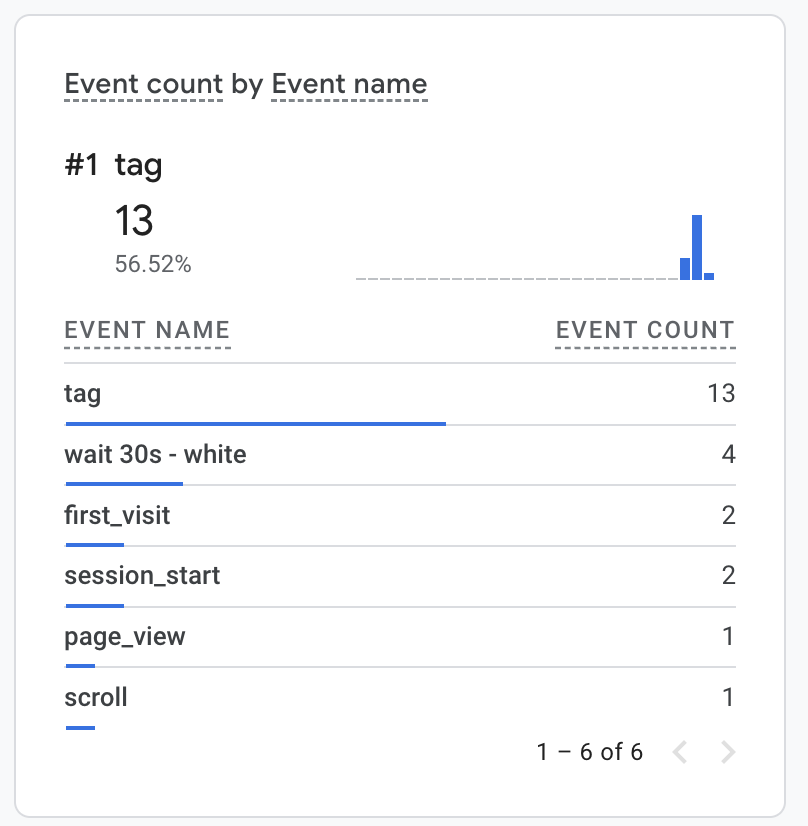 Event count by Event name
#1 tag
13
56.52%
EVENT NAME EVENT COUNT
tag 13
wait 30s - white 4
first_visit 2
session_start 2
page_view 1
scroll 1
1 – 6 of 6